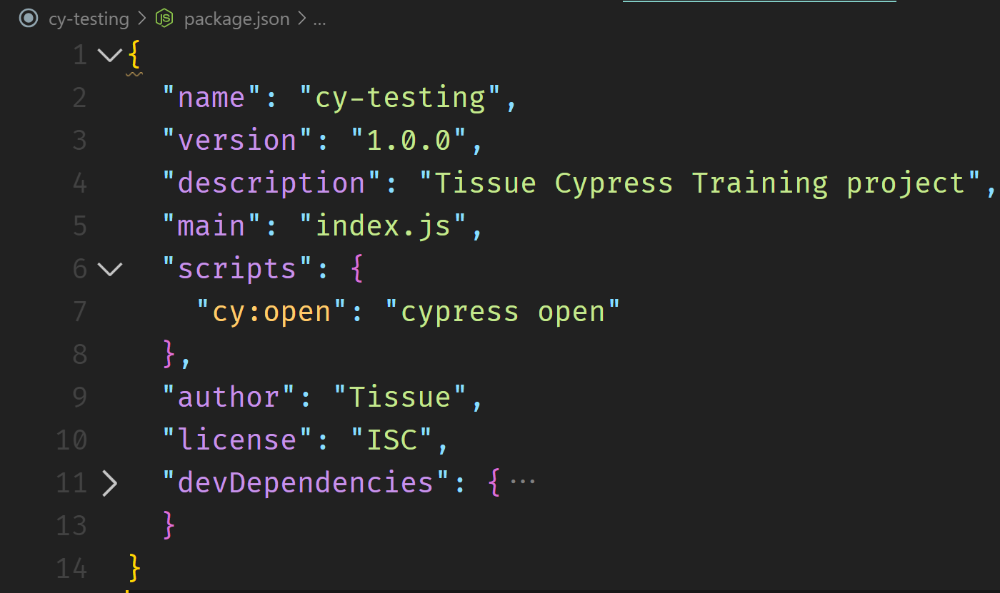 cy-testing > package.json > ...
1 {
2 "name": "cy-testing",
3 "version": "1.0.0",
4 "description": "Tissue Cypress Training project",
5 "main": "index.js",
6 "scripts": {
7 "cy:open": "cypress open"
8 },
9 "author": "Tissue",
10 "license": "ISC",
11 "devDependencies": {···
13 }
14 }